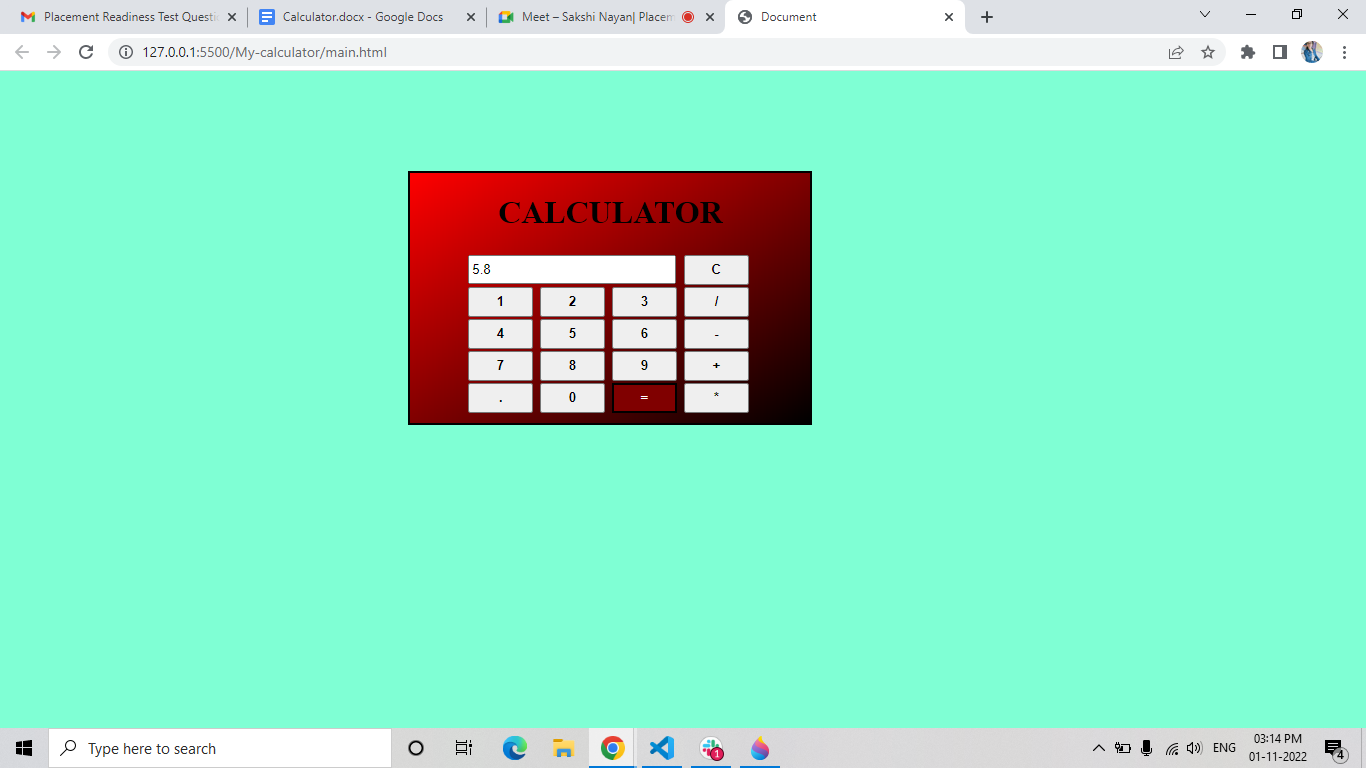 Placement Readiness Test Questi
Calculator.docx - Google Docs
Meet – Sakshi Nayan| Placem
Document
127.0.0.1:5500/My-calculator/main.html
CALCULATOR
5.8 C
1 2 3 /
4 5 6 -
7 8 9 +
. 0 = *
Type here to search
1
ENG
03:14 PM
01-11-2022
4